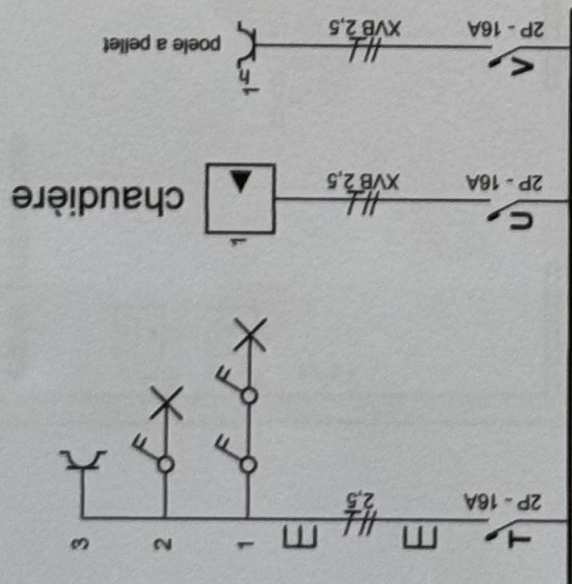 T 1 2 3
2P - 16A 2,5
U 1
2P - 16A XVB 2,5 chaudière
V 1
2P - 16A XVB 2,5 poele a pellet